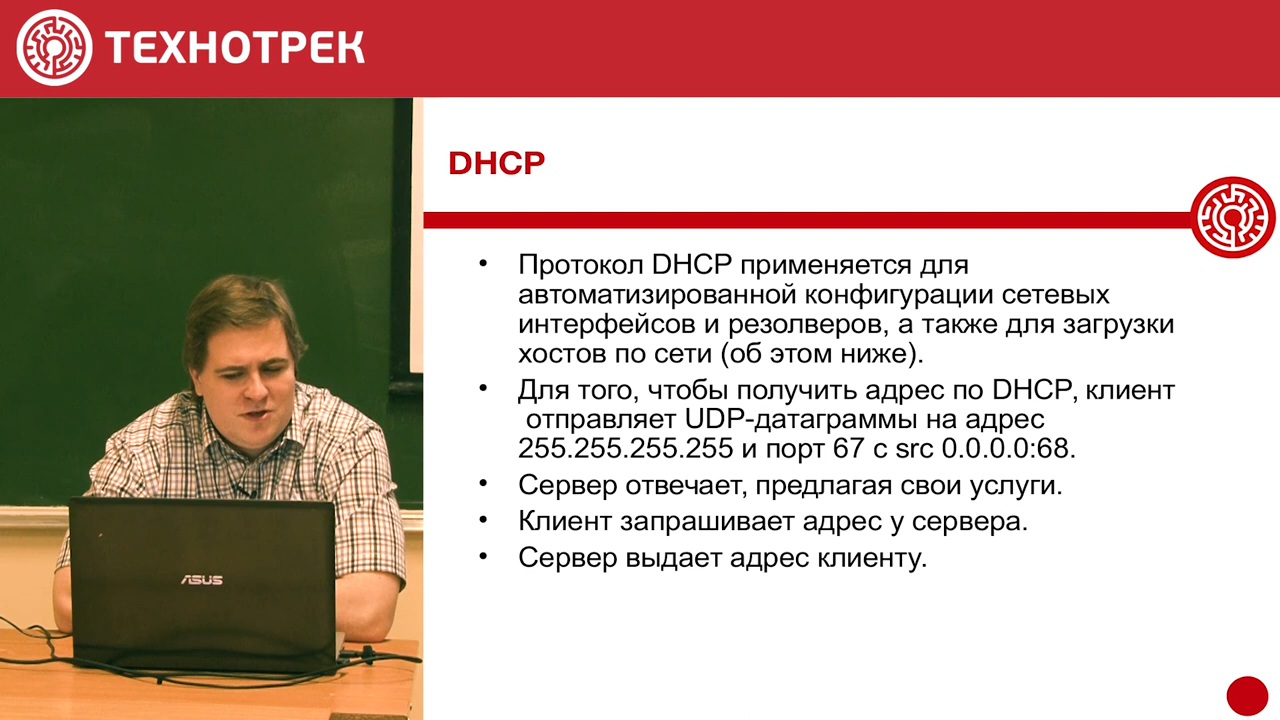 ТЕХНОТРЕК
DHCP
• Протокол DHCP применяется для
автоматизированной конфигурации сетевых
интерфейсов и резолверов, а также для загрузки
хостов по сети (об этом ниже).
• Для того, чтобы получить адрес по DHCP, клиент
отправляет UDP-датаграммы на адрес
255.255.255.255 и порт 67 с src 0.0.0.0:68.
• Сервер отвечает, предлагая свои услуги.
• Клиент запрашивает адрес у сервера.
• Сервер выдает адрес клиенту.
ASUS